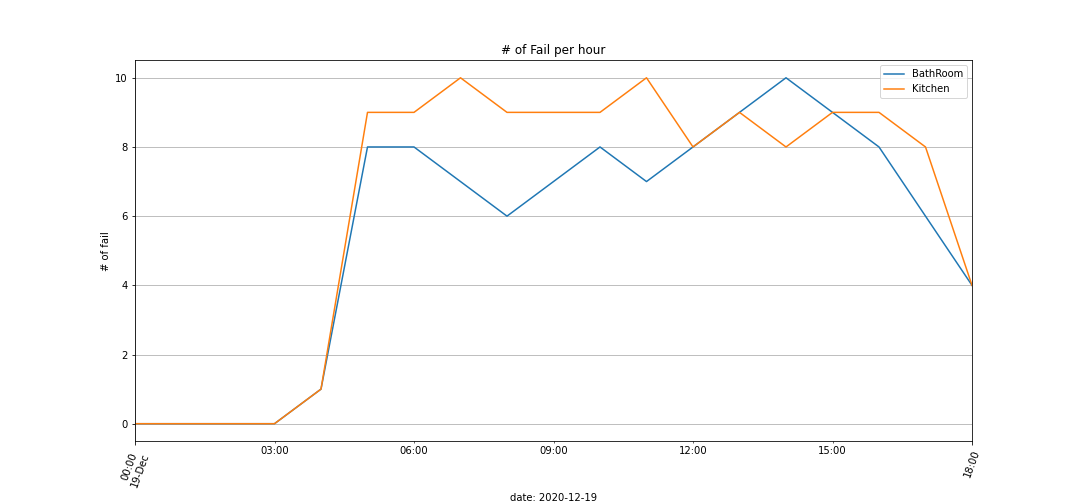 # of Fail per hour
BathRoom
Kitchen
10
8
6
4
2
0
# of fail
00:00
19-Dec
03:00
06:00
09:00
12:00
15:00
18:00
date: 2020-12-19